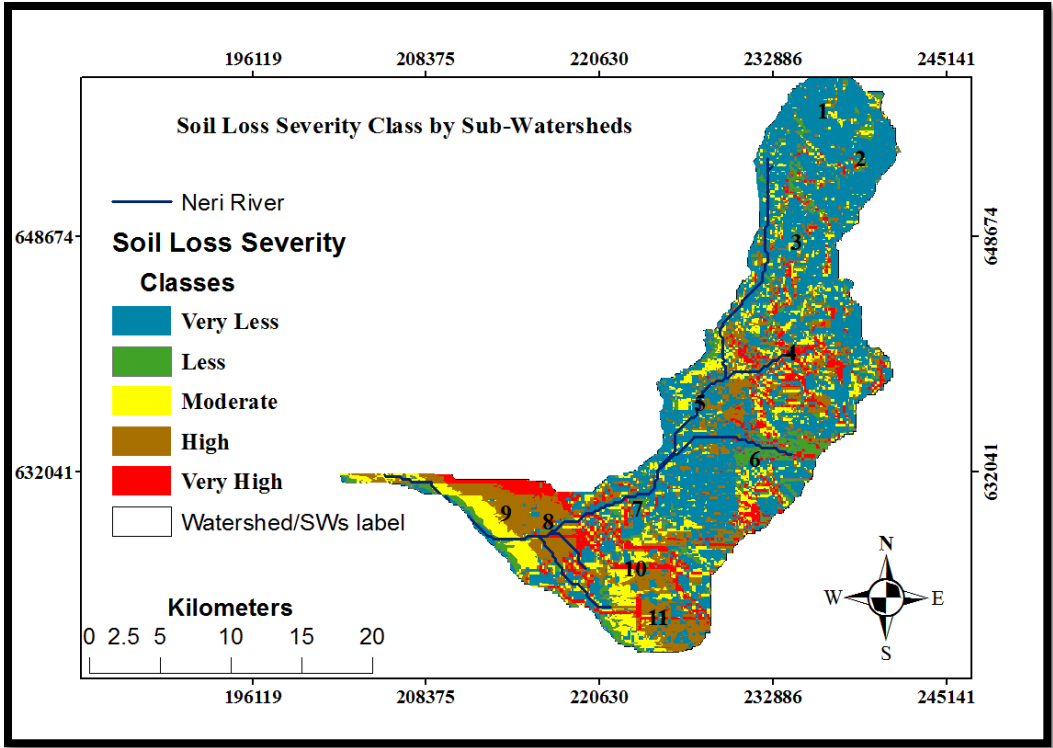 196119 208375 220630 232886 245141
Soil Loss Severity Class by Sub-Watersheds
Neri River
648674 648674
Soil Loss Severity
Classes
Very Less
Less
Moderate
High
Very High
Watershed/SWs label
632041 632041
1
2
3
4
5
6
7
8
9
10
11
N
W E
S
Kilometers
0 2.5 5 10 15 20
196119 208375 220630 232886 245141